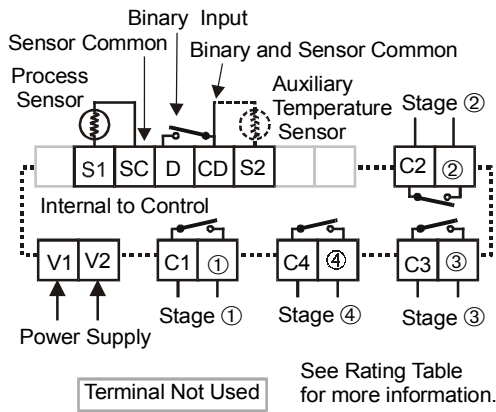 Binary Input
Sensor Common
Binary and Sensor Common
Process
Sensor
Auxiliary
Temperature
Sensor
Stage ②
S1 SC D CD S2
C2 ②
Internal to Control
V1 V2
C1 ①
C4 ④
C3 ③
Stage ①
Stage ④
Stage ③
Power Supply
Terminal Not Used
See Rating Table
for more information.